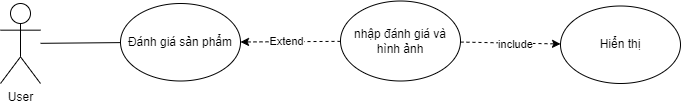 User
Đánh giá sản phẩm
Extend
nhập đánh giá và
hình ảnh
include
Hiển thị